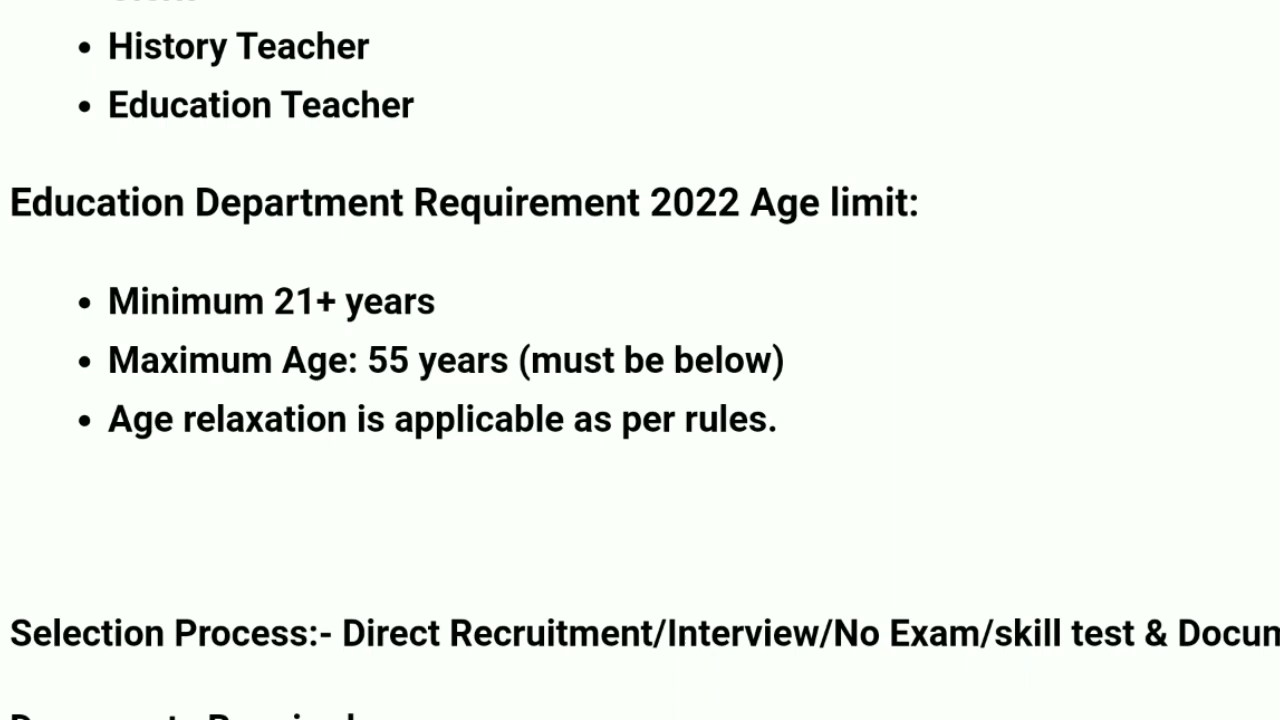 • History Teacher
• Education Teacher
Education Department Requirement 2022 Age limit:
• Minimum 21+ years
• Maximum Age: 55 years (must be below)
• Age relaxation is applicable as per rules.
Selection Process:- Direct Recruitment/Interview/No Exam/skill test & Docum